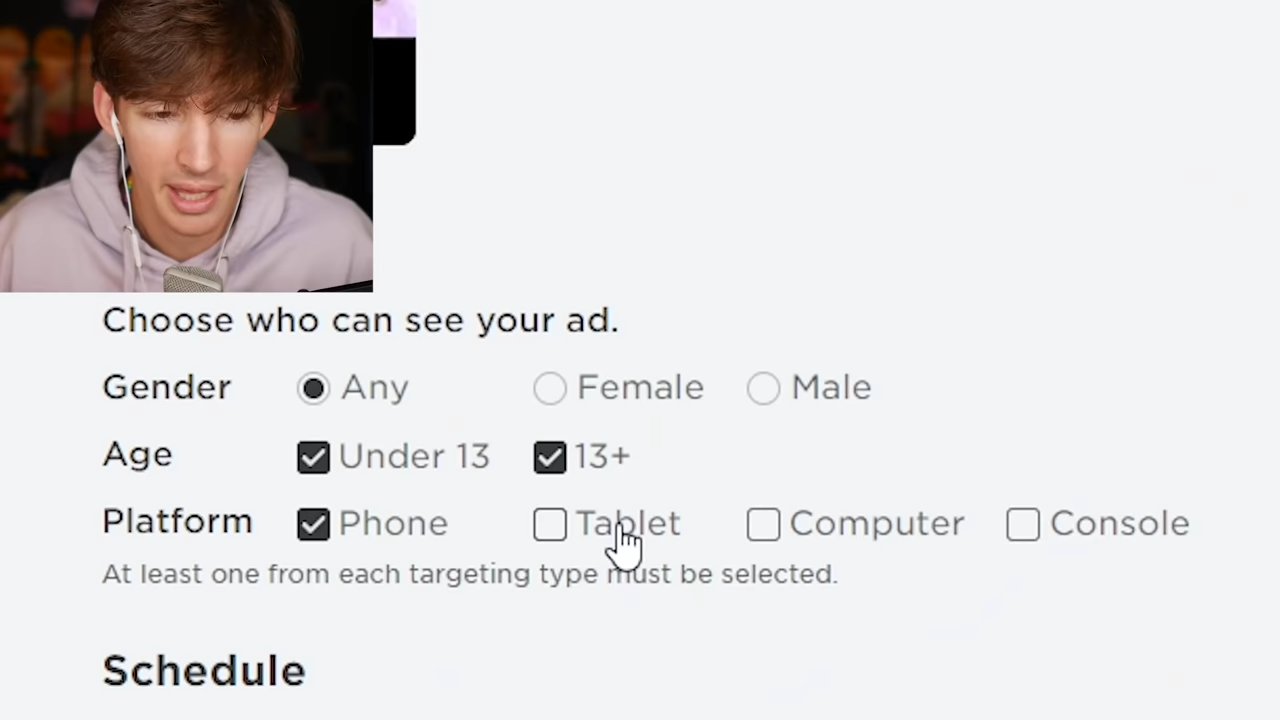 Choose who can see your ad.
Gender Any Female Male
Age Under 13 13+
Platform Phone Tablet Computer Console
At least one from each targeting type must be selected.
Schedule